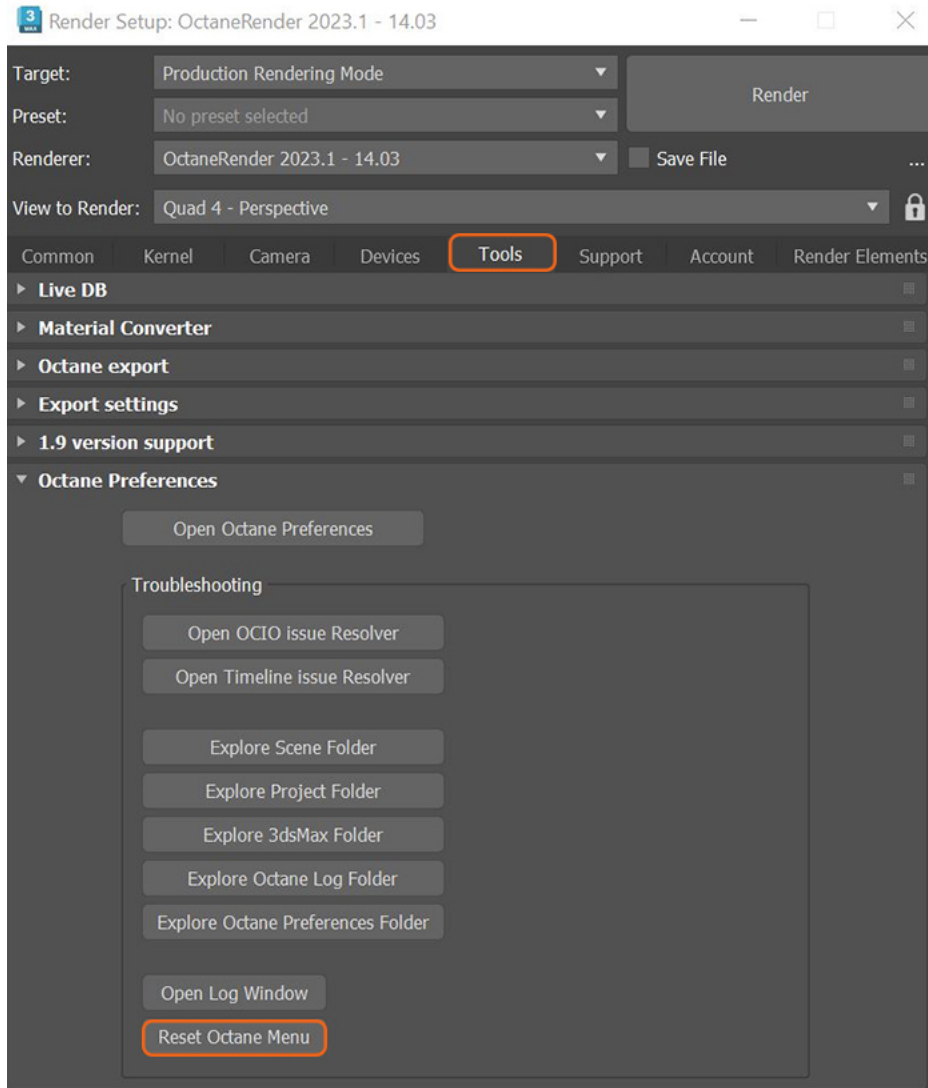 3
MAX
Render Setup: OctaneRender 2023.1 - 14.03
Target:
Production Rendering Mode
Render
Preset:
No preset selected
Renderer:
OctaneRender 2023.1 - 14.03
Save File
...
View to Render:
Quad 4 - Perspective
Common Kernel Camera Devices Tools Support Account Render Elements
Live DB
Material Converter
Octane export
Export settings
1.9 version support
Octane Preferences
Open Octane Preferences
Troubleshooting
Open OCIO issue Resolver
Open Timeline issue Resolver
Explore Scene Folder
Explore Project Folder
Explore 3dsMax Folder
Explore Octane Log Folder
Explore Octane Preferences Folder
Open Log Window
Reset Octane Menu